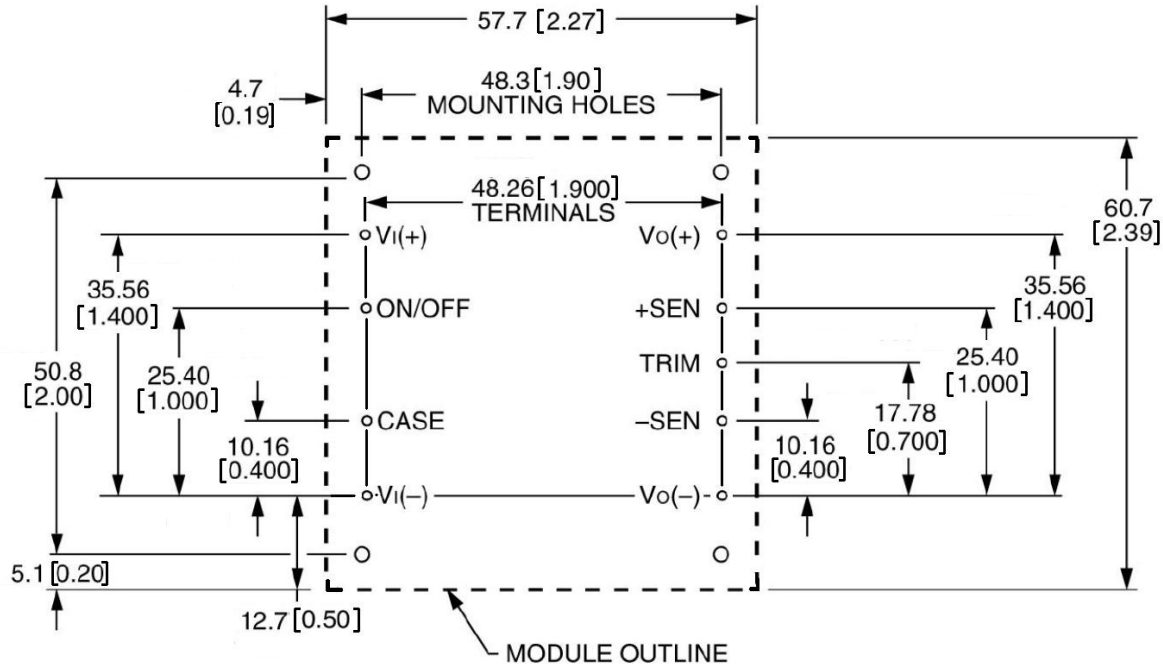 57.7 [2.27]
4.7
[0.19]
48.3 [1.90]
MOUNTING HOLES
48.26 [1.900]
TERMINALS
60.7
[2.39]
VI(+)
VO(+)
35.56
[1.400]
35.56
[1.400]
ON/OFF
+SEN
50.8
[2.00]
25.40
[1.000]
TRIM
25.40
[1.000]
17.78
[0.700]
CASE
–SEN
10.16
[0.400]
10.16
[0.400]
VI(–)
VO(–)
5.1 [0.20]
12.7 [0.50]
MODULE OUTLINE